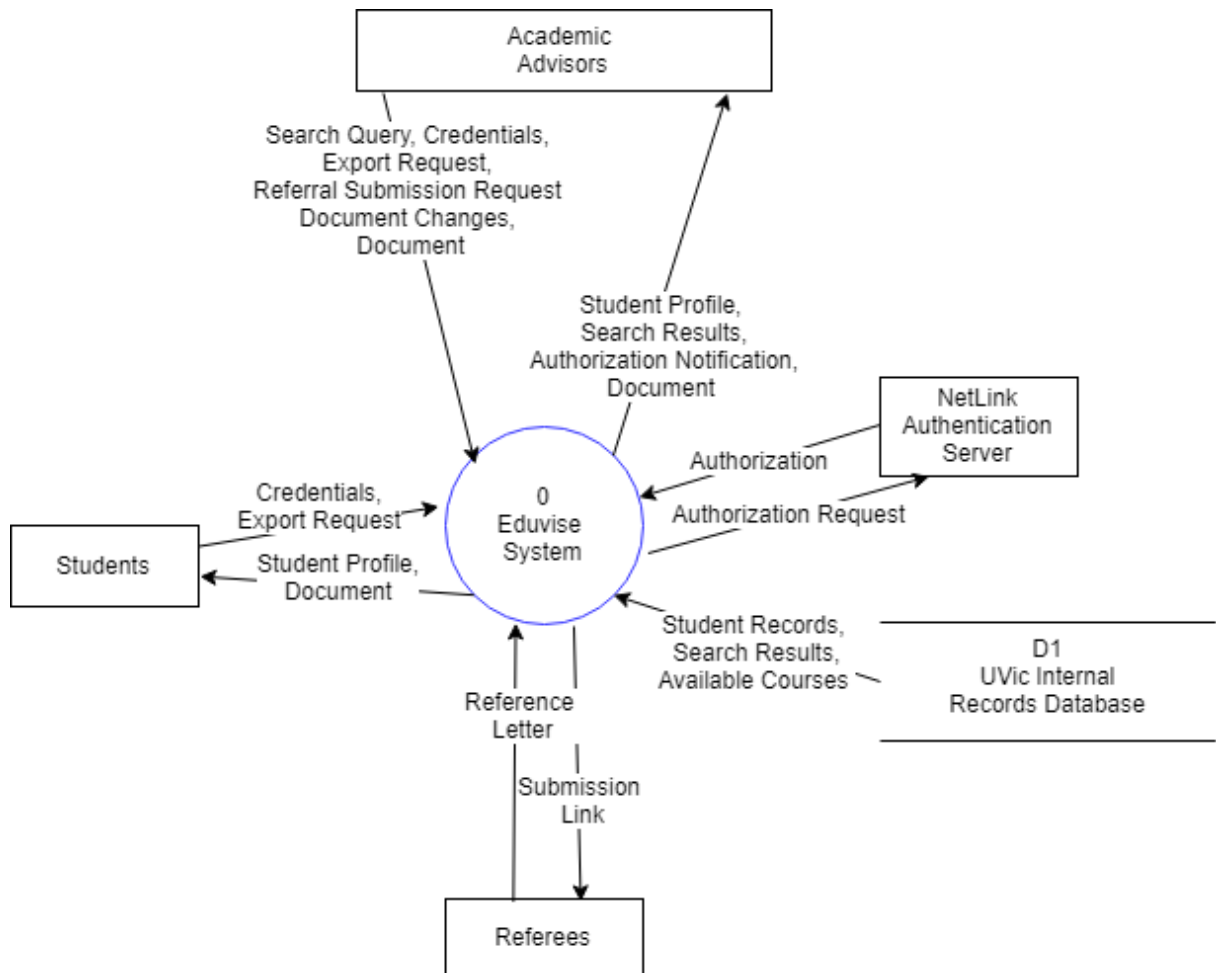 Academic
Advisors
Search Query, Credentials,
Export Request,
Referral Submission Request
Document Changes,
Document
Student Profile,
Search Results,
Authorization Notification,
Document
NetLink
Authentication
Server
Authorization
Authorization Request
Credentials,
Export Request
0
Eduvise
System
Students
Student Profile,
Document
Student Records,
Search Results,
Available Courses
D1
UVic Internal
Records Database
Reference
Letter
Submission
Link
Referees